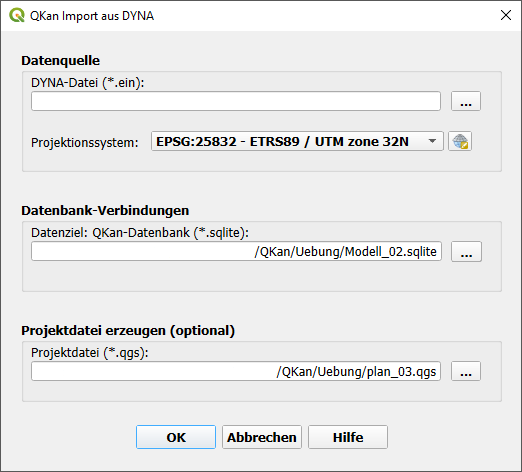 QKan Import aus DYNA
Datenquelle
DYNA-Datei (*.ein):
...
Projektionssystem: EPSG:25832 - ETRS89 / UTM zone 32N
Datenbank-Verbindungen
Datenziel: QKan-Datenbank (*.sqlite):
/QKan/Uebung/Modell_02.sqlite ...
Projektdatei erzeugen (optional)
Projektdatei (*.qgs):
/QKan/Uebung/plan_03.qgs ...
OK Abbrechen Hilfe